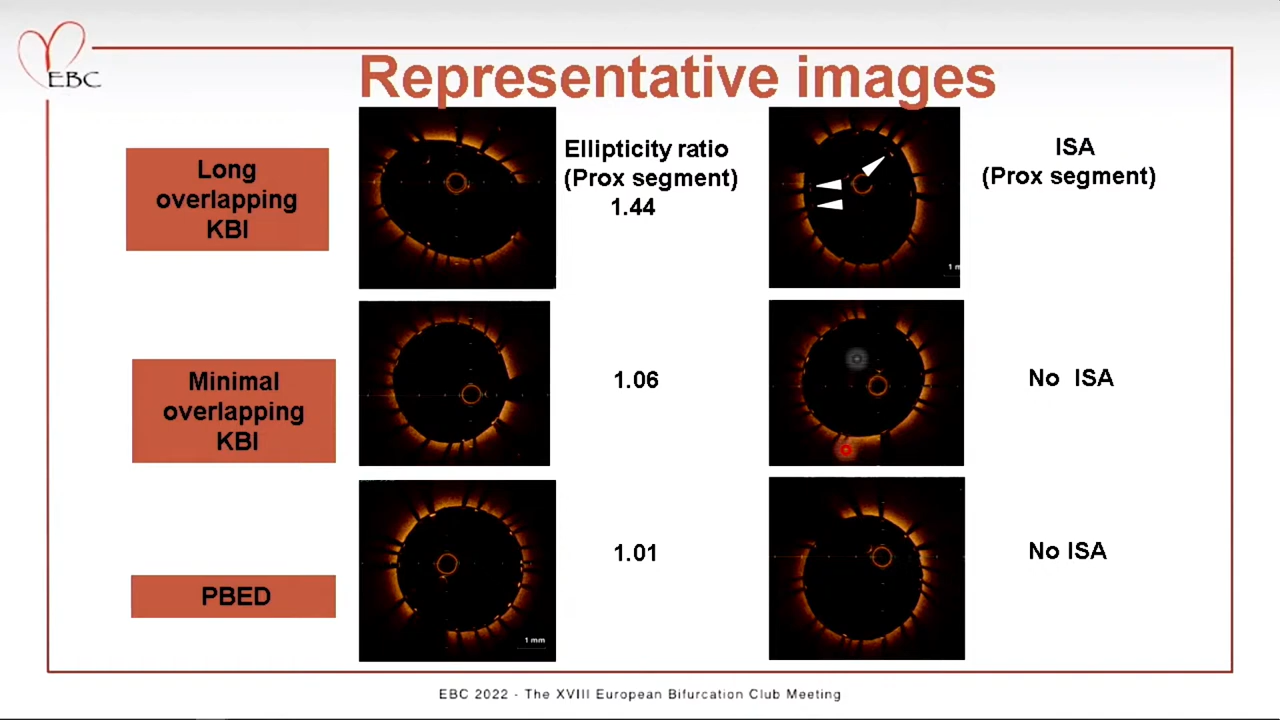 EBC
Representative images
Long
overlapping
KBI
Ellipticity ratio
(Prox segment)
1.44
ISA
(Prox segment)
1 m
Minimal
overlapping
KBI
1.06
No ISA
PBED
1.01
1 mm
No ISA
EBC 2022 - The XVIII European Bifurcation Club Meeting